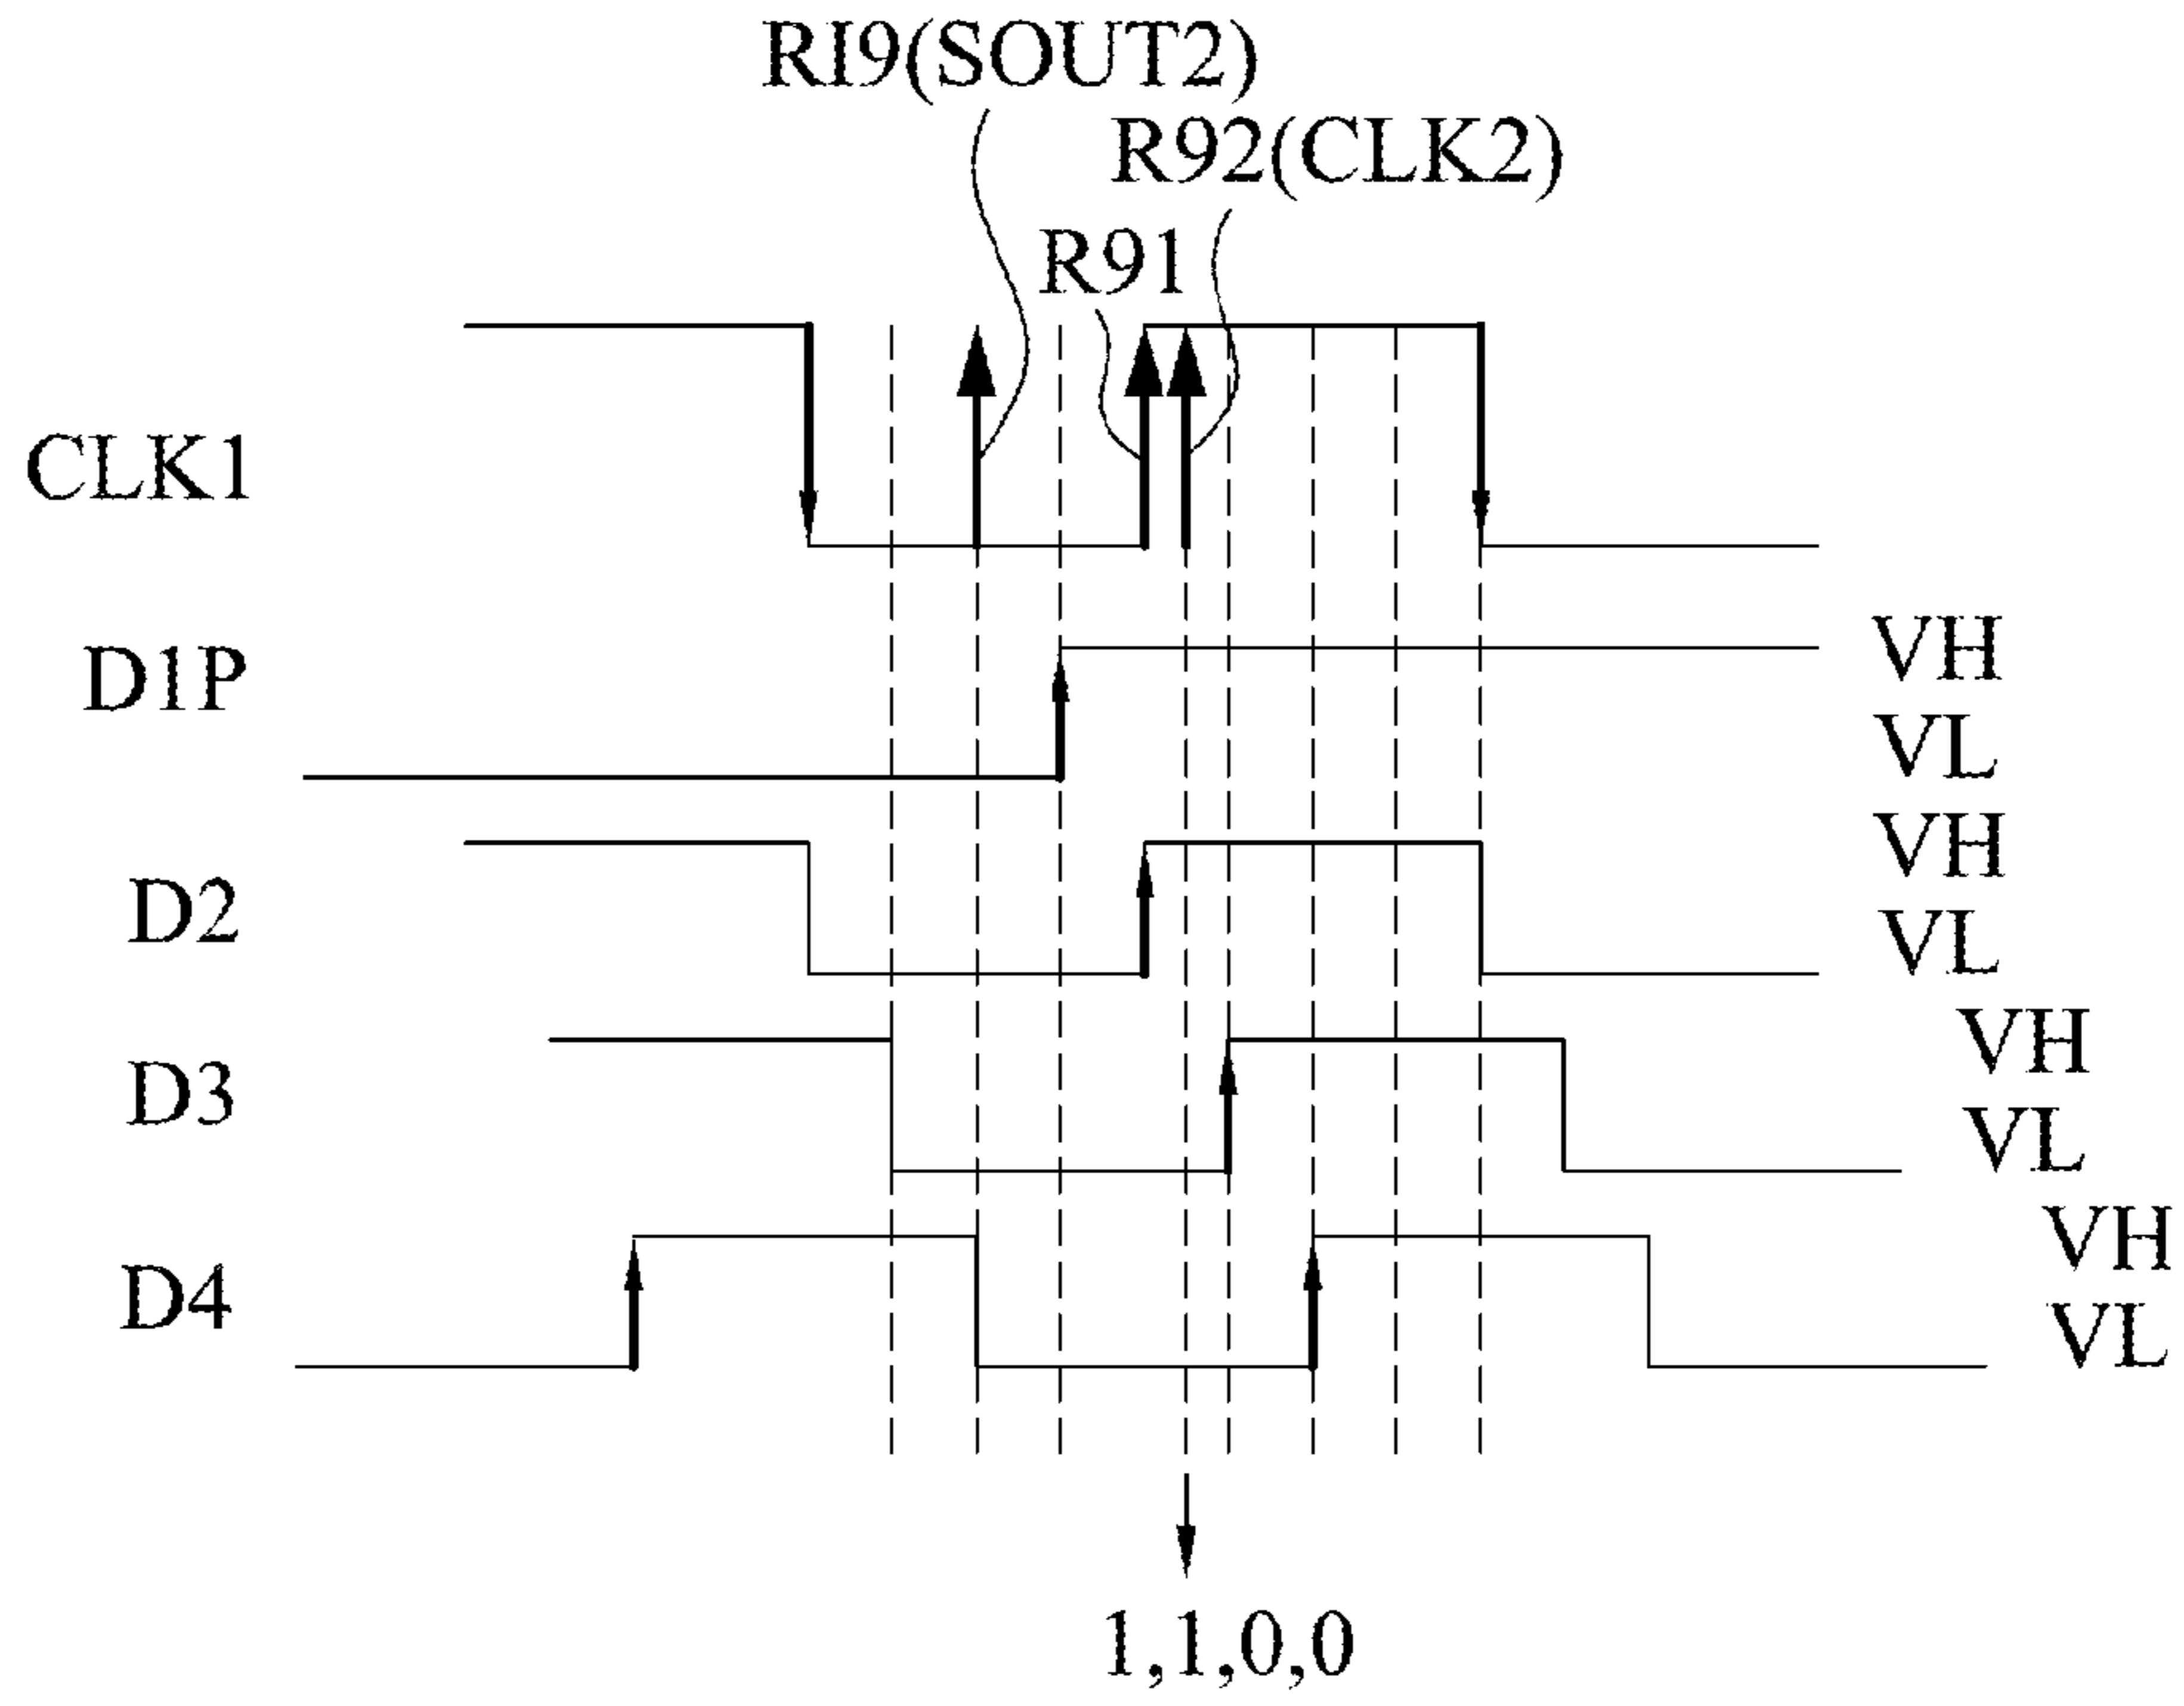 RI9(SOUT2)
R92(CLK2)
R91
CLK1
D1P
VH
VL
D2
VH
VL
D3
VH
VL
D4
VH
VL
1,1,0,0